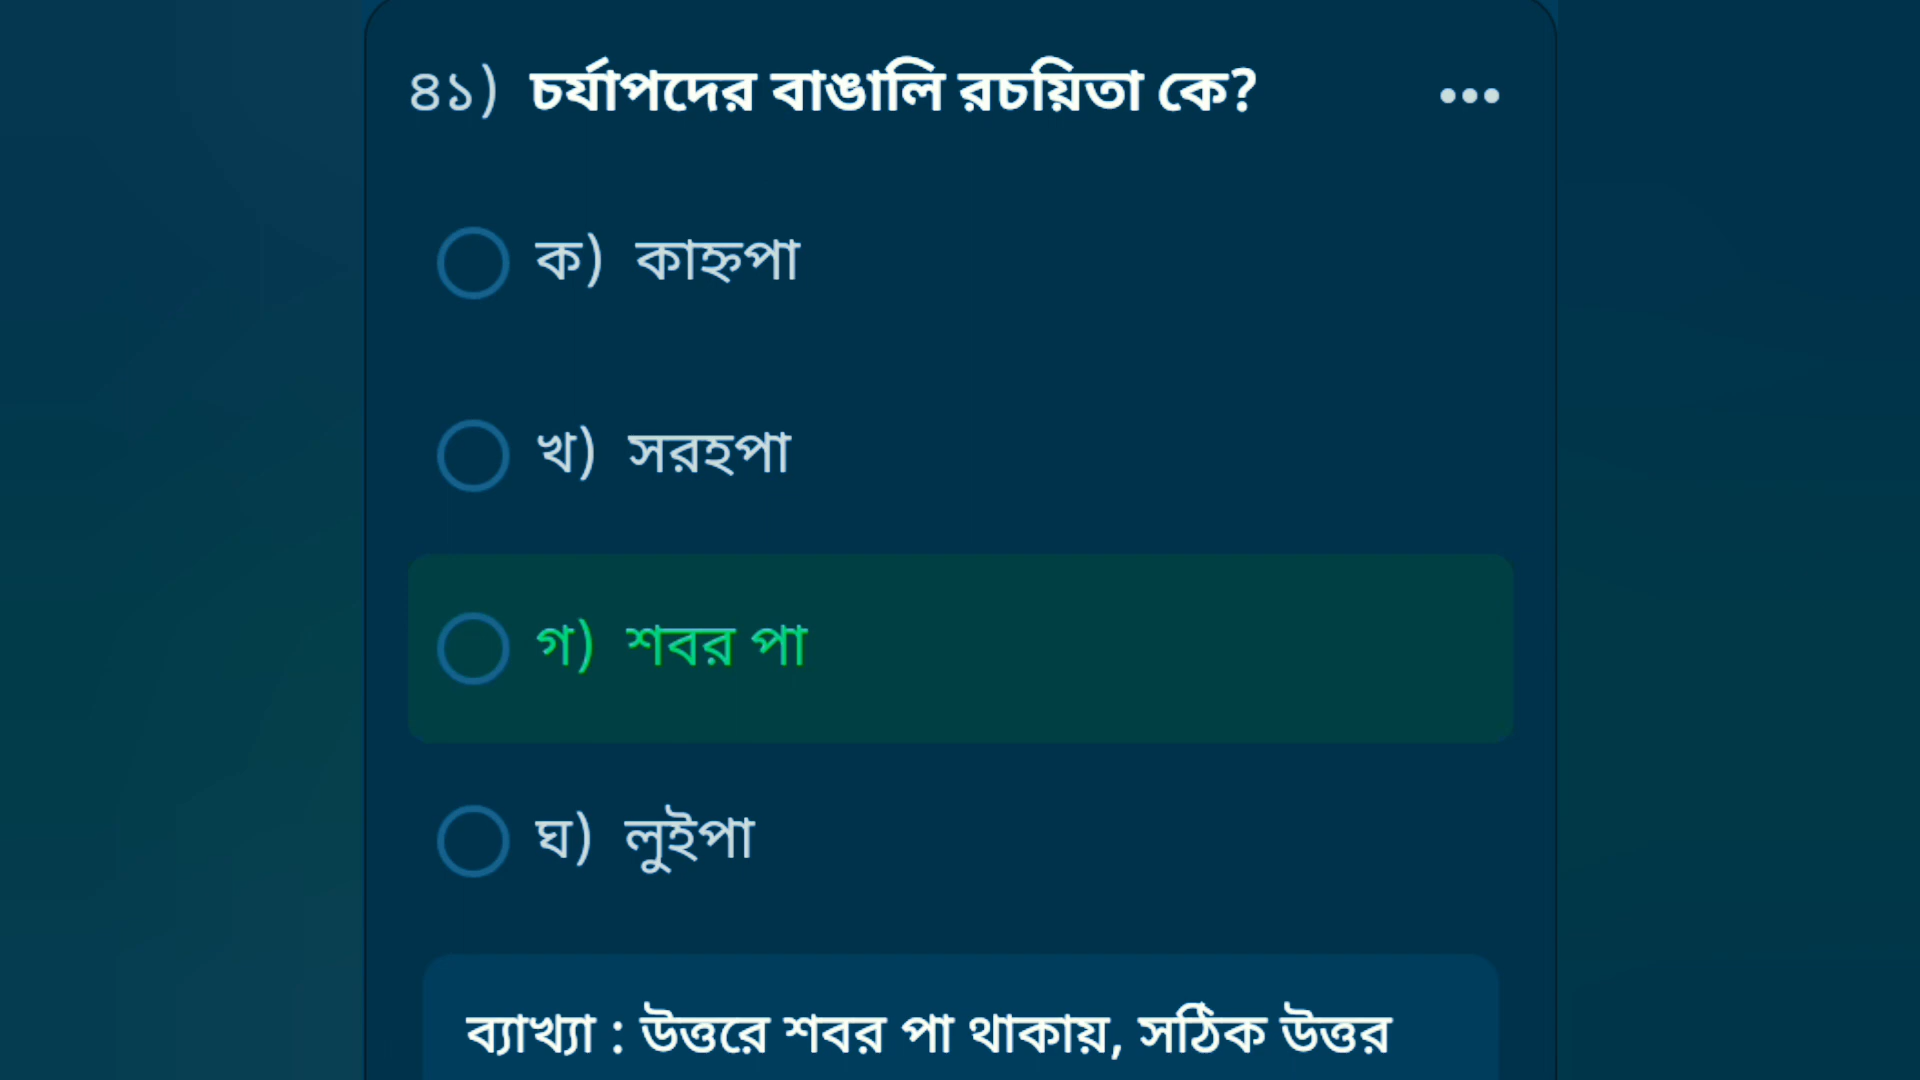 ৪১) চর্যাপদের বাঙালি রচয়িতা কে?
ক) কাহ্নপা
খ) সরহপা
গ) শবর পা
ঘ) লুইপা
ব্যাখ্যা : উত্তরে শবর পা থাকায়, সঠিক উত্তর